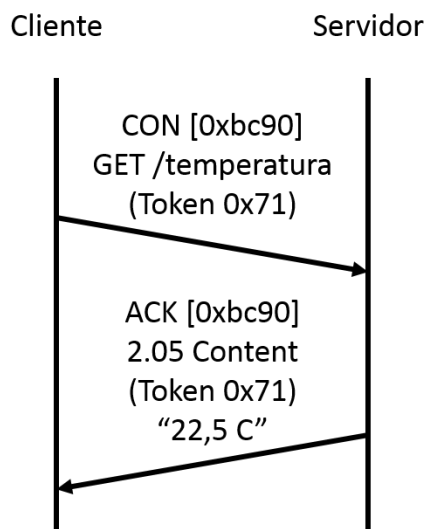 Cliente Servidor
CON [0xbc90]
GET /temperatura
(Token 0x71)
ACK [0xbc90]
2.05 Content
(Token 0x71)
“22,5 C”